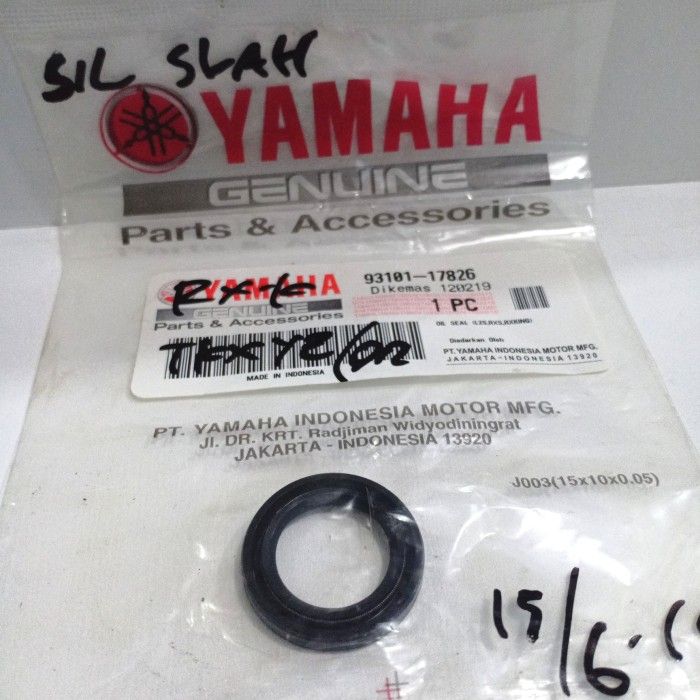 SIL SLAH
YAMAHA
GENUINE
Parts & Accessories
YAMAHA
GENUINE
Parts & Accessories
RX-K
93101-17826
Dikemas 120219
1 PC
MADE IN INDONESIA
Diedarkan Oleh:
PT.YAMAHA INDONESIA MOTOR MFG.
JAKARTA-INDONESIA 13920
PT. YAMAHA INDONESIA MOTOR MFG.
Jl. DR. KRT. Radjiman Widyodiningrat
JAKARTA - INDONESIA 13920
J003(15x10x0.05)